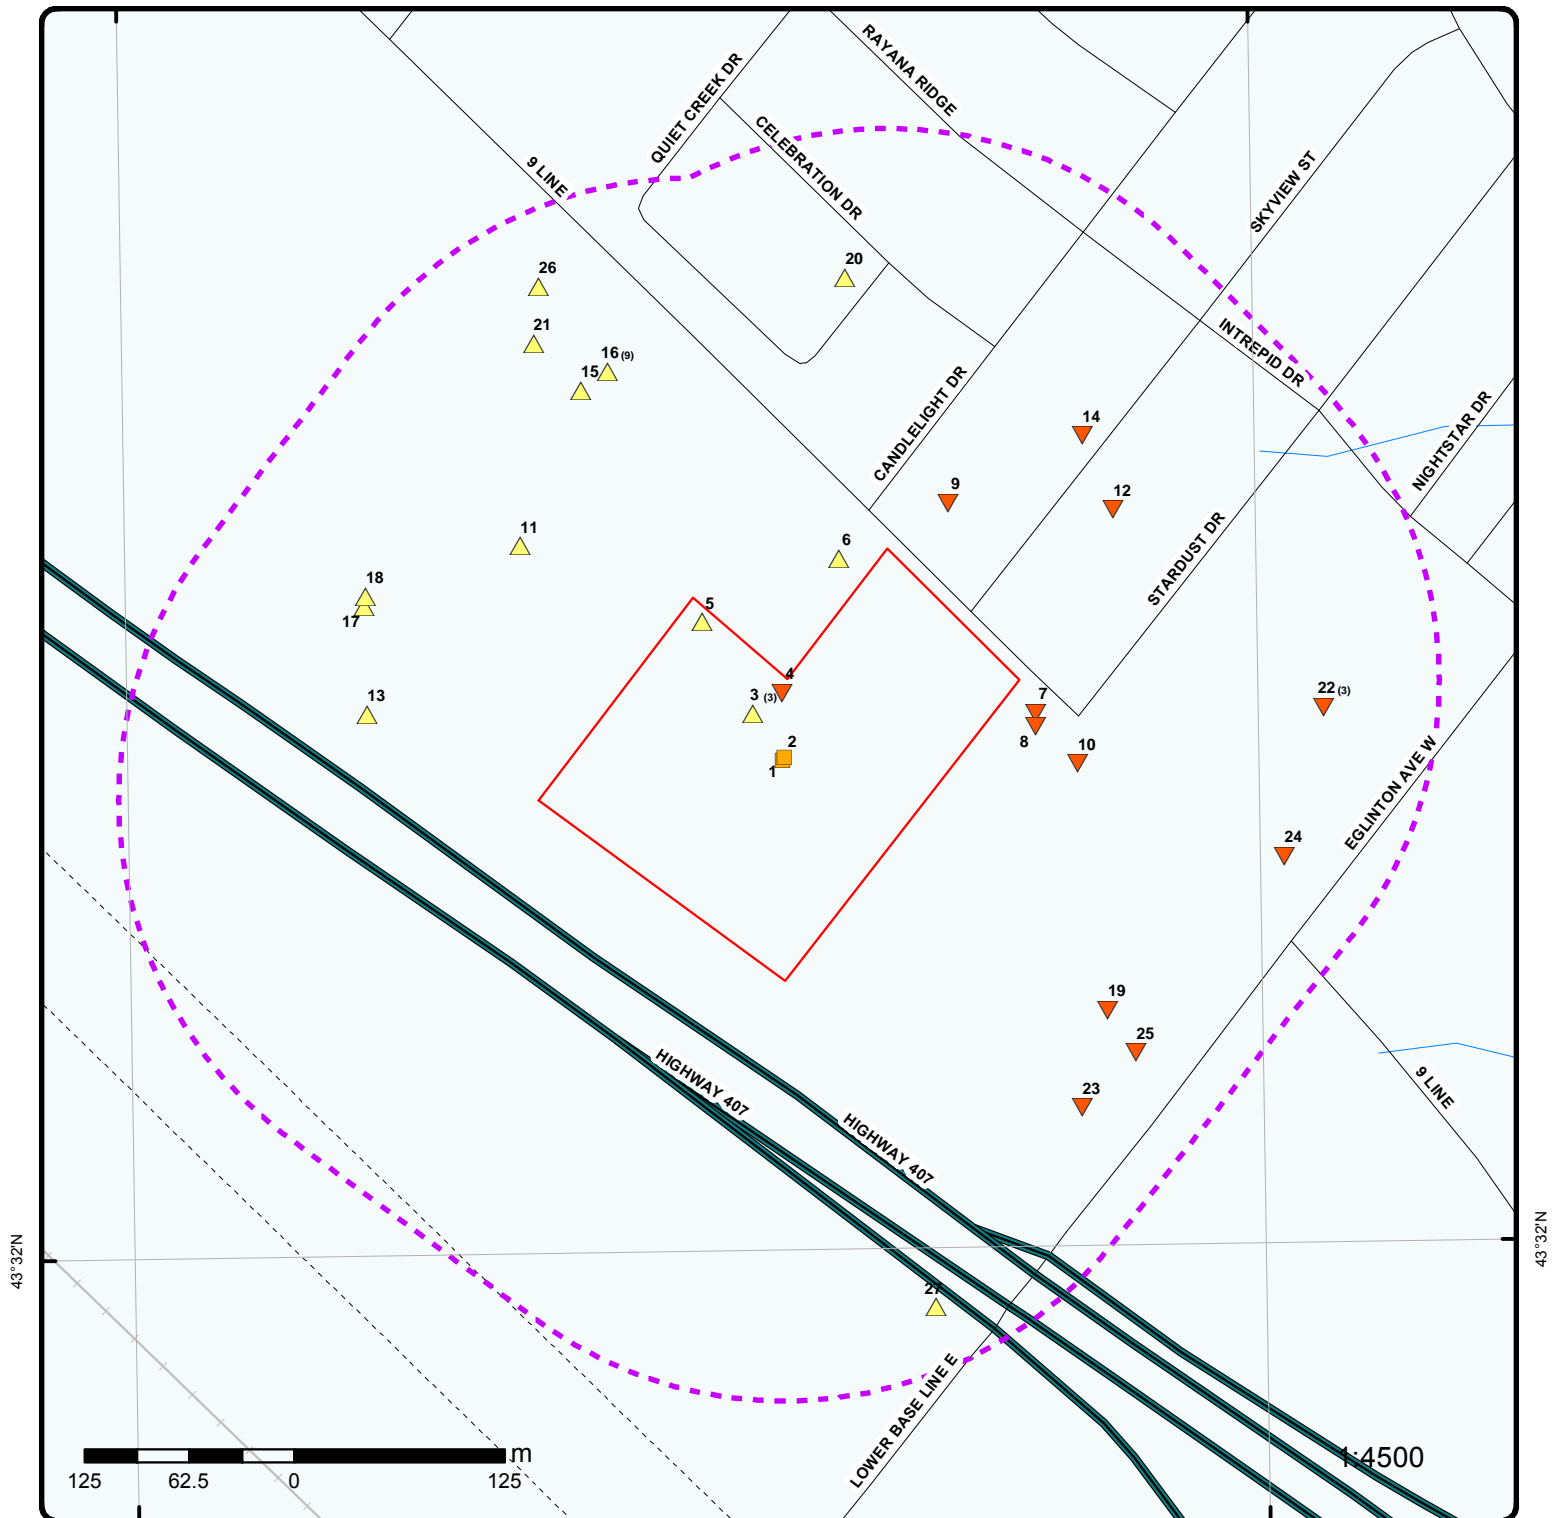 RAYANA RIDGE
QUIET CREEK DR
CELEBRATION DR
9 LINE
SKYVIEW ST
20
26
21
16 (9)
15
INTREPID DR
CANDLELIGHT DR
NIGHTSTAR DR
14
9
12
STARDUST DR
11
6
18
17
5
4
3 (3)
13
7
8
22 (3)
2
1
10
EGLINTON AVE W
24
19
25
23
9 LINE
HIGHWAY 407
HIGHWAY 407
43°32'N
43°32'N
27
LOWER BASE LINE E
m
125 62.5 0 125
1:4500